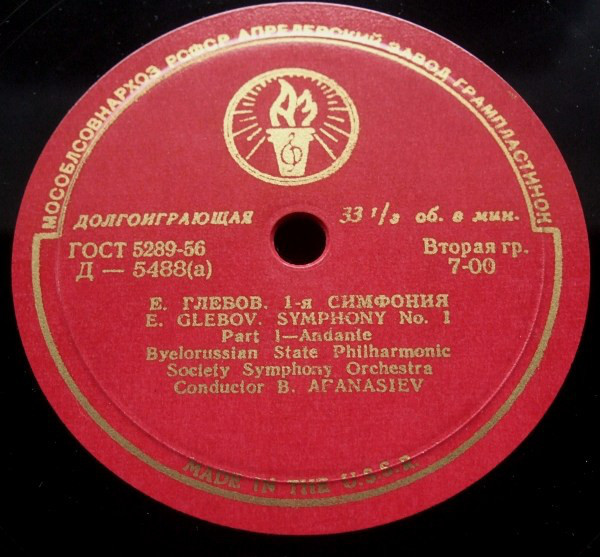 МОСОБЛСОВНАРХОЗ РСФСР АПРЕЛЕВСКИЙ ЗАВОД ГРАМПЛАСТИНОК
АЗ
ДОЛГОИГРАЮЩАЯ 33 1/3 об. в мин.
ГОСТ 5289-56 Вторая гр.
Д — 5488(а) 7-00
Е. ГЛЕБОВ. 1-я СИМФОНИЯ
E. GLEBOV. SYMPHONY No. 1
Part I—Andante
Byelorussian State Philharmonic
Society Symphony Orchestra
Conductor B. AFANASIEV
MADE IN THE U.S.S.R.